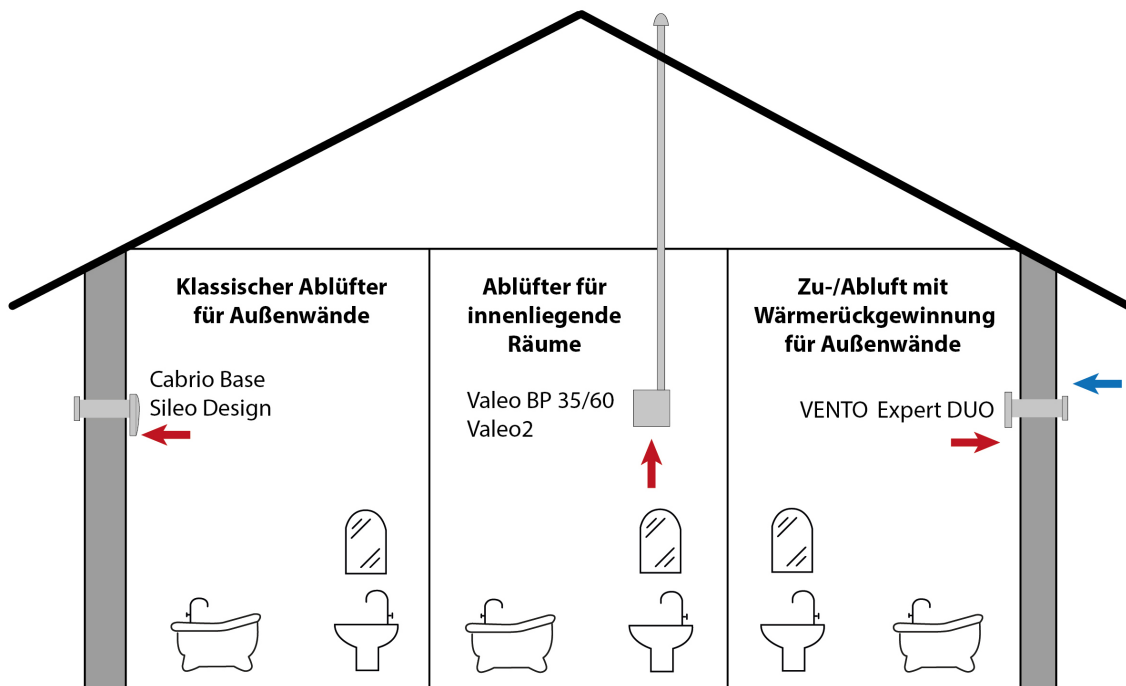 Klassischer Ablüfter
für Außenwände
Cabrio Base
Sileo Design
Ablüfter für
innenliegende
Räume
Valeo BP 35/60
Valeo2
Zu-/Abluft mit
Wärmerückgewinnung
für Außenwände
VENTO Expert DUO